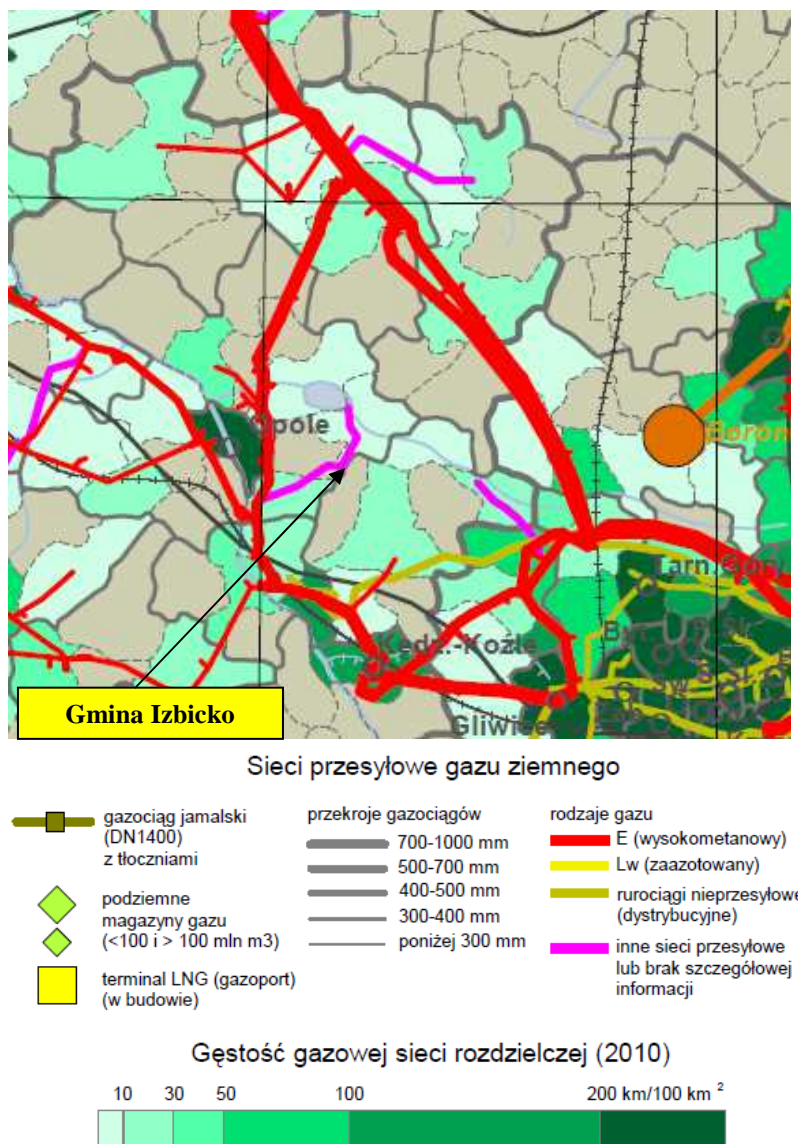 Opole
Boron
Tarn. Góry
Kędz.-Koźle
Gmina Izbicko
Gliwice
Sieci przesyłowe gazu ziemnego
gazociąg jamalski
(DN1400)
z tłoczniami
podziemne
magazyny gazu
(<100 i > 100 mln m3)
terminal LNG (gazoport)
(w budowie)
przekroje gazociągów
700-1000 mm
500-700 mm
400-500 mm
300-400 mm
poniżej 300 mm
rodzaje gazu
E (wysokometanowy)
Lw (zaazotowany)
rurociągi nieprzesyłowe
(dystrybucyjne)
inne sieci przesyłowe
lub brak szczegółowej
informacji
Gęstość gazowej sieci rozdzielczej (2010)
10 30 50 100 200 km/100 km ²